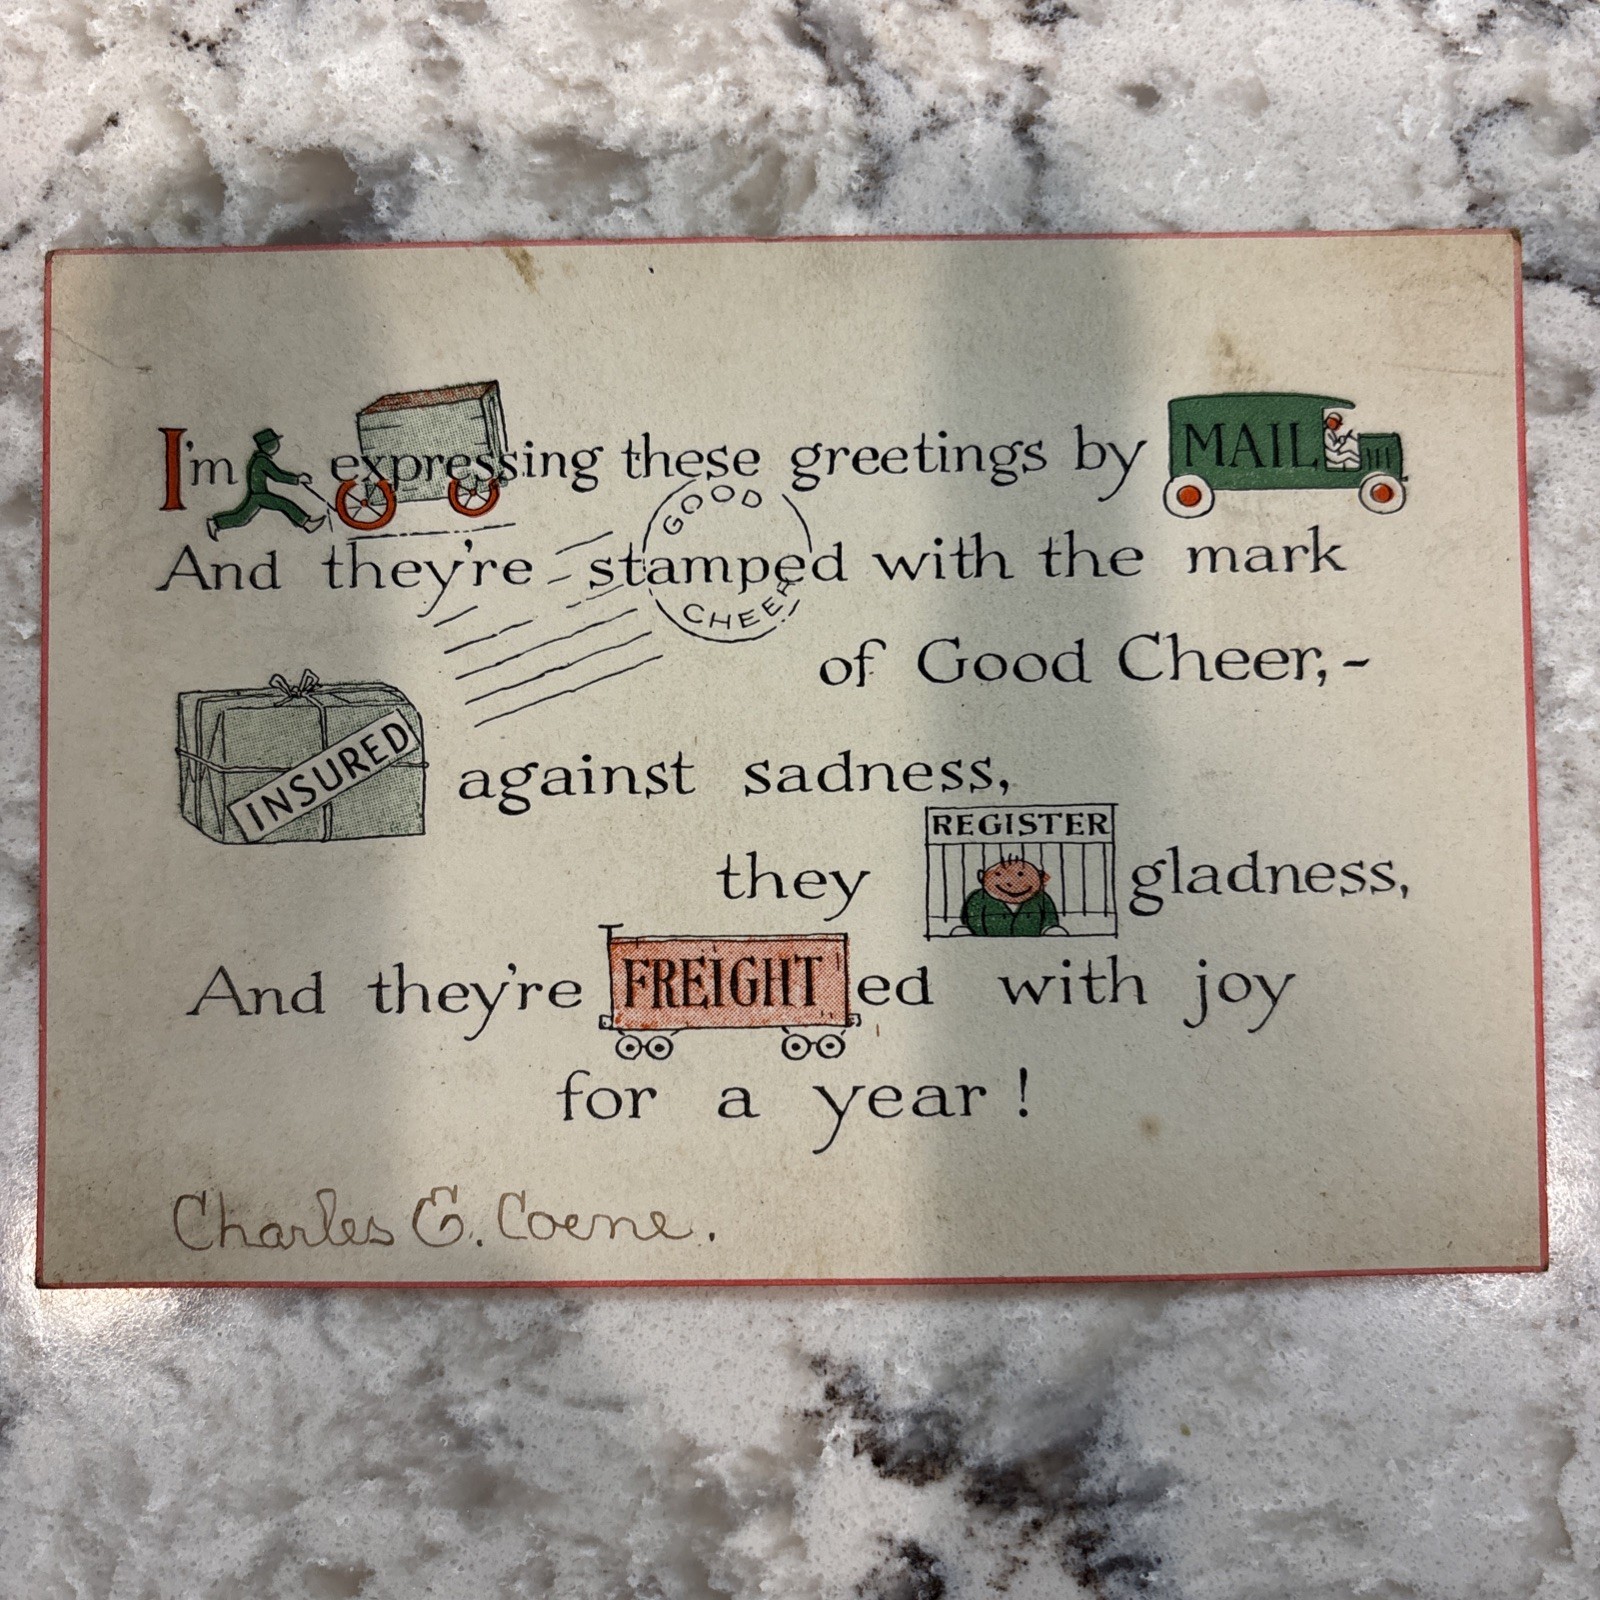 I'm expressing these greetings by MAIL
And they're stamped with the mark
GOOD CHEER
of Good Cheer,-
INSURED against sadness,
they REGISTER gladness,
And they're FREIGHTed with joy
for a year!
Charles E. Coene.